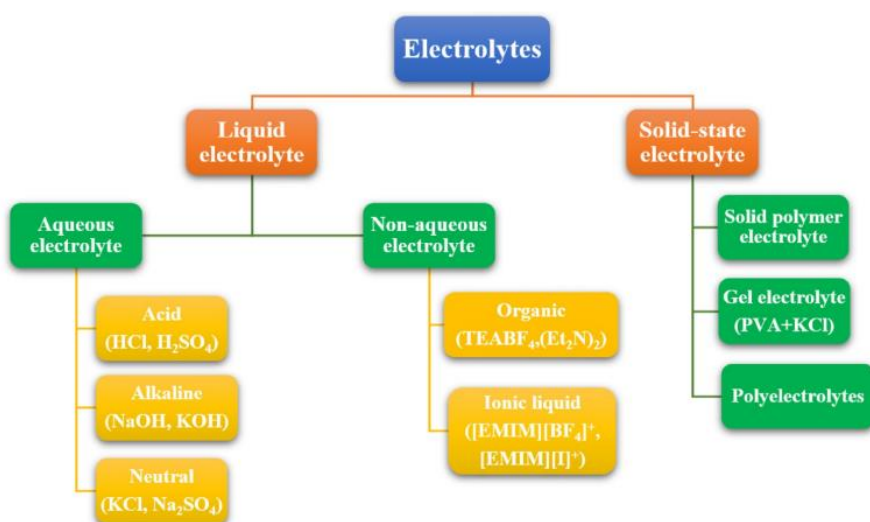 Electrolytes
Liquid
electrolyte
Solid-state
electrolyte
Aqueous
electrolyte
Non-aqueous
electrolyte
Solid polymer
electrolyte
Acid
(HCl, H₂SO₄)
Organic
(TEABF₄,(Et₂N)₂)
Gel electrolyte
(PVA+KCl)
Alkaline
(NaOH, KOH)
Ionic liquid
([EMIM][BF₄]⁺,
[EMIM][I]⁺)
Polyelectrolytes
Neutral
(KCl, Na₂SO₄)